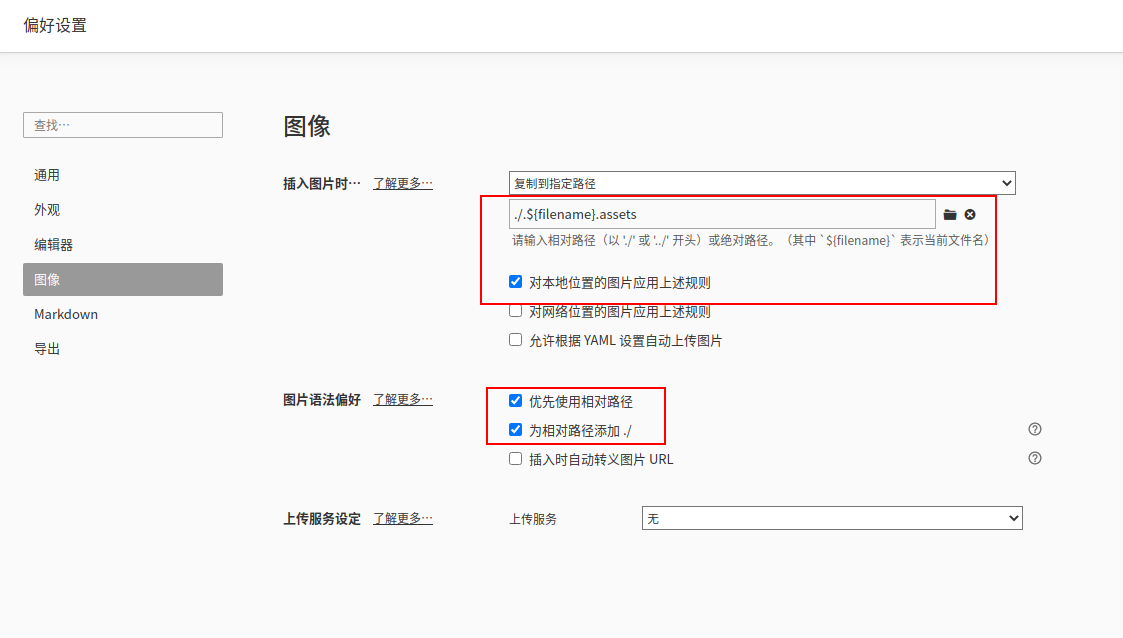 偏好设置
查找…
通用
外观
编辑器
图像
Markdown
导出
图像
插入图片时… 了解更多… 复制到指定路径
./.${filename}.assets
请输入相对路径（以 './' 或 '../' 开头）或绝对路径。（其中 `${filename}` 表示当前文件名）
对本地位置的图片应用上述规则
对网络位置的图片应用上述规则
允许根据 YAML 设置自动上传图片
图片语法偏好 了解更多… 优先使用相对路径
为相对路径添加 ./
插入时自动转义图片 URL
上传服务设定 了解更多… 上传服务 无